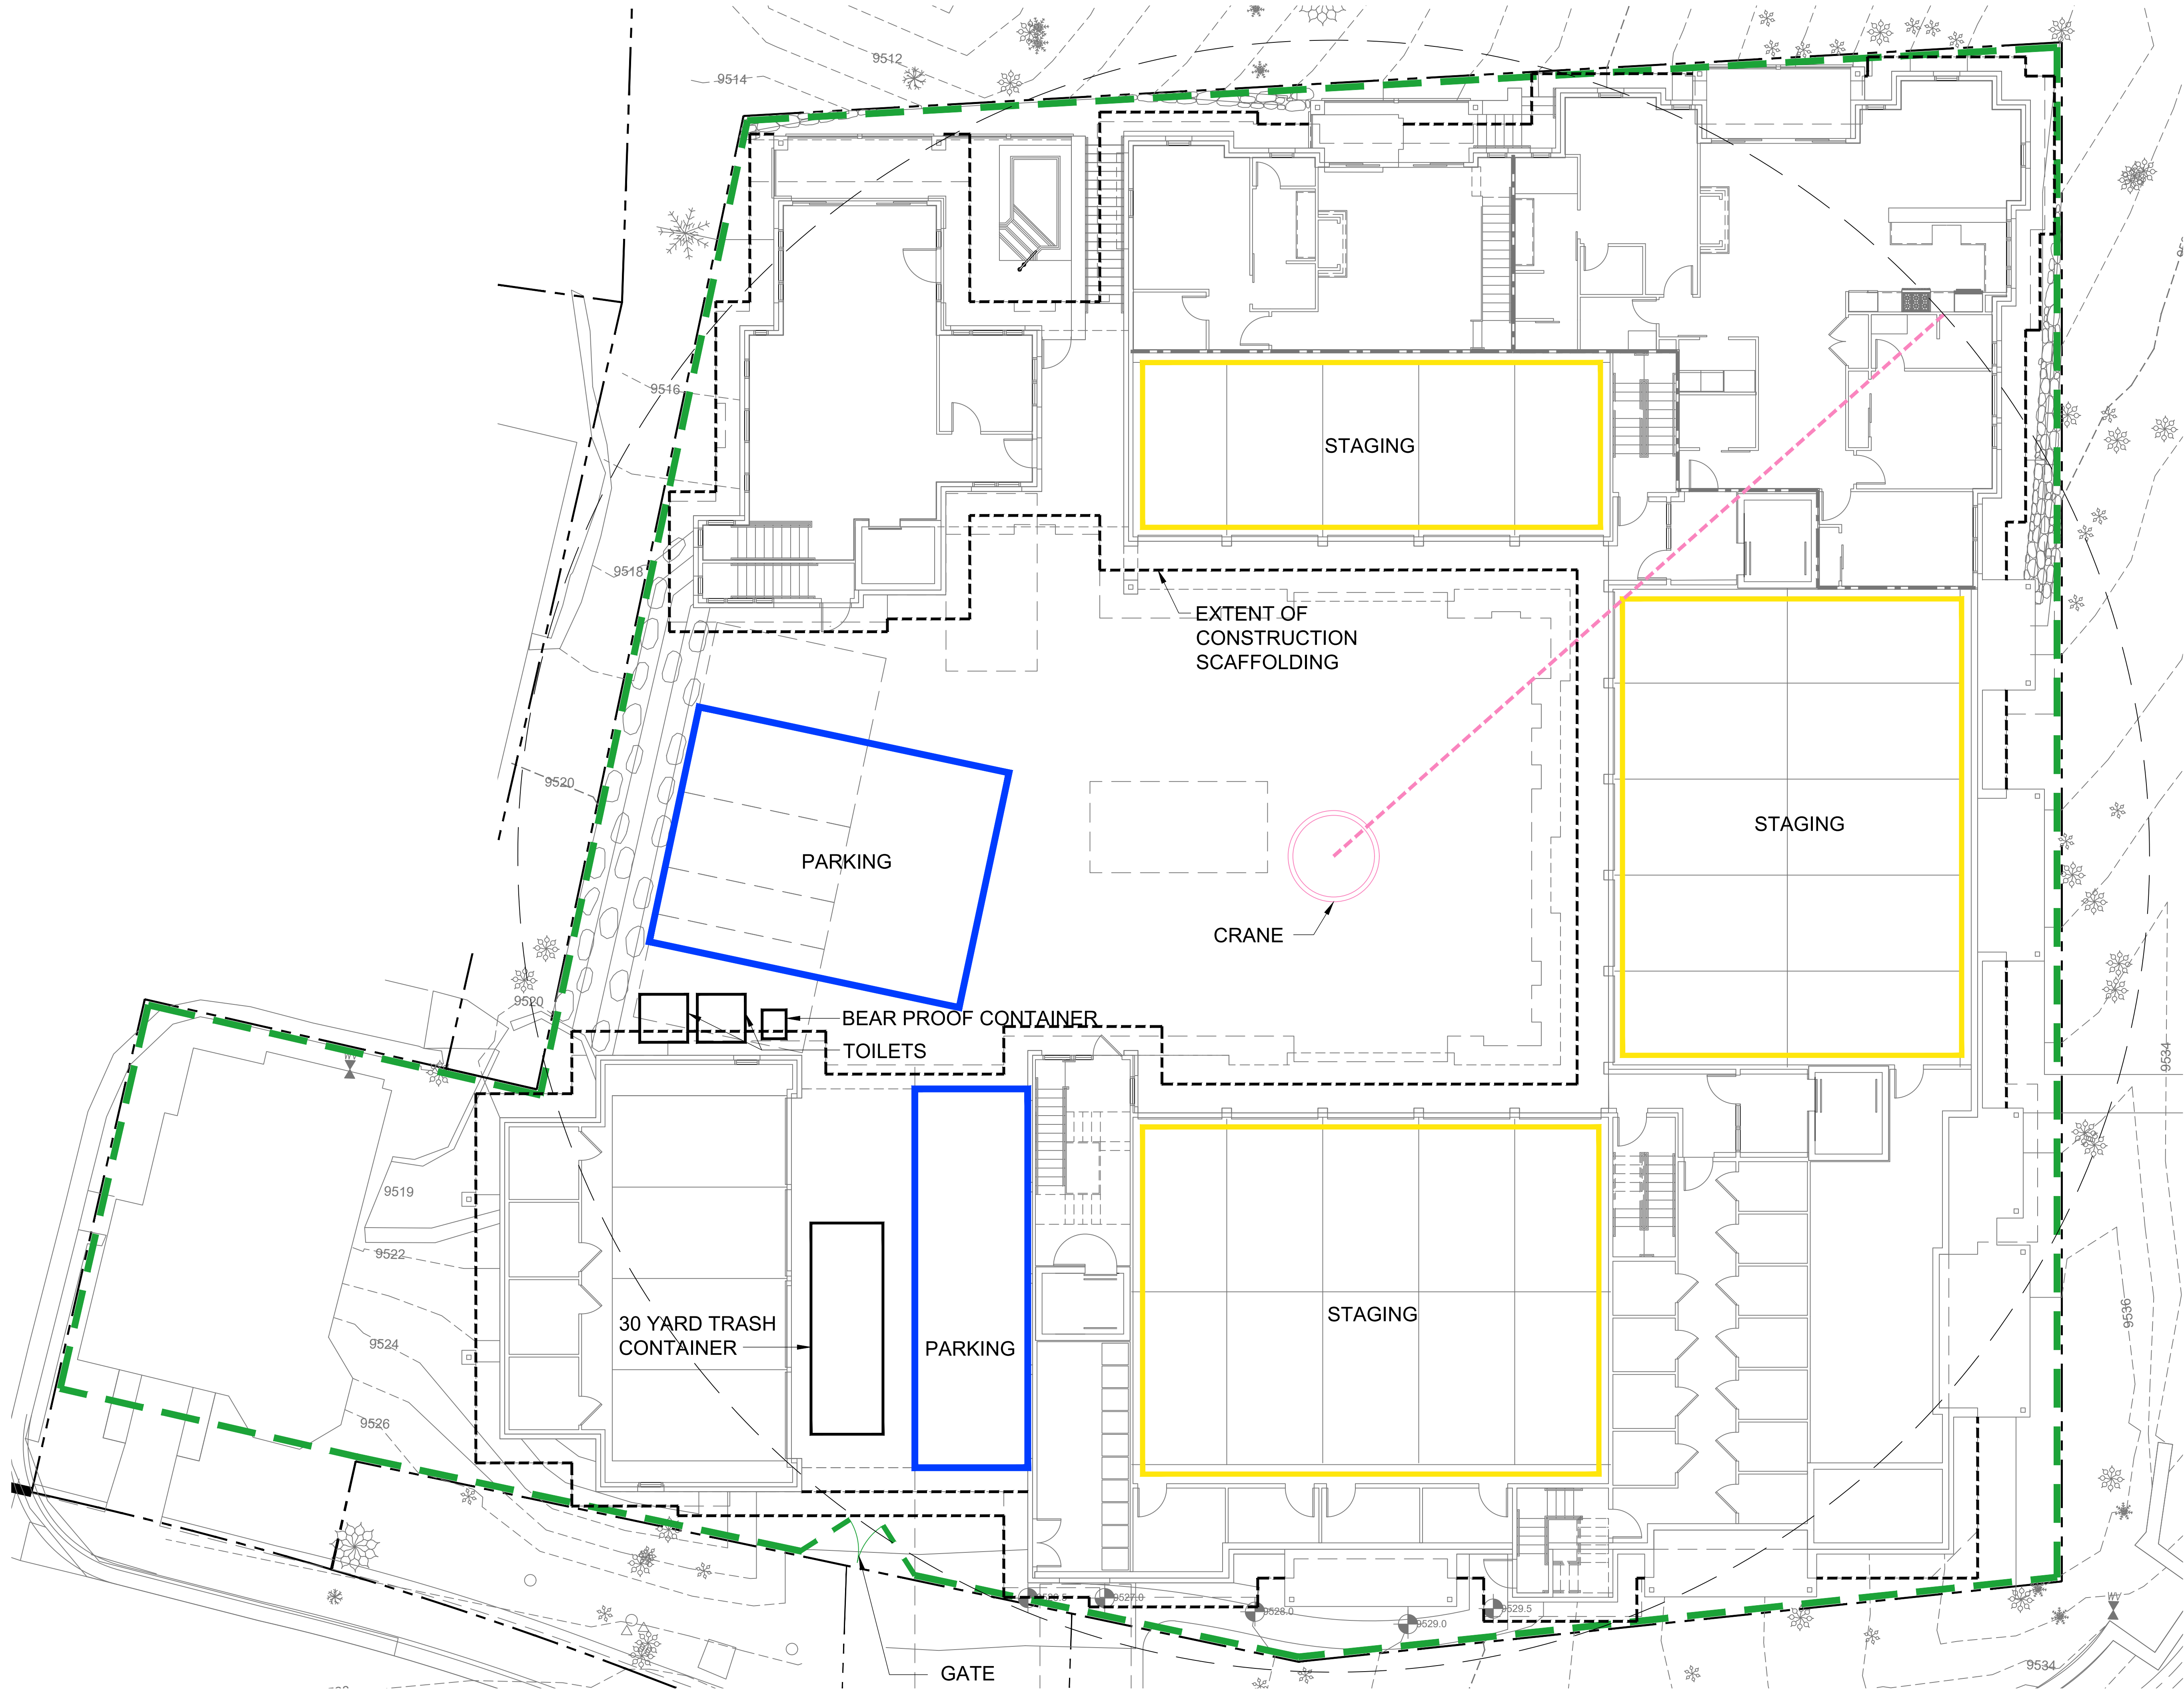 9512
9514
9516
STAGING
9518
EXTENT OF
CONSTRUCTION
SCAFFOLDING
9520
STAGING
PARKING
CRANE
9520
BEAR PROOF CONTAINER
TOILETS
9534
9519
9522
STAGING
9536
30 YARD TRASH
CONTAINER
9524
PARKING
9526
9527.0
9528.0
9529.0
9529.5
9534
GATE
W
W